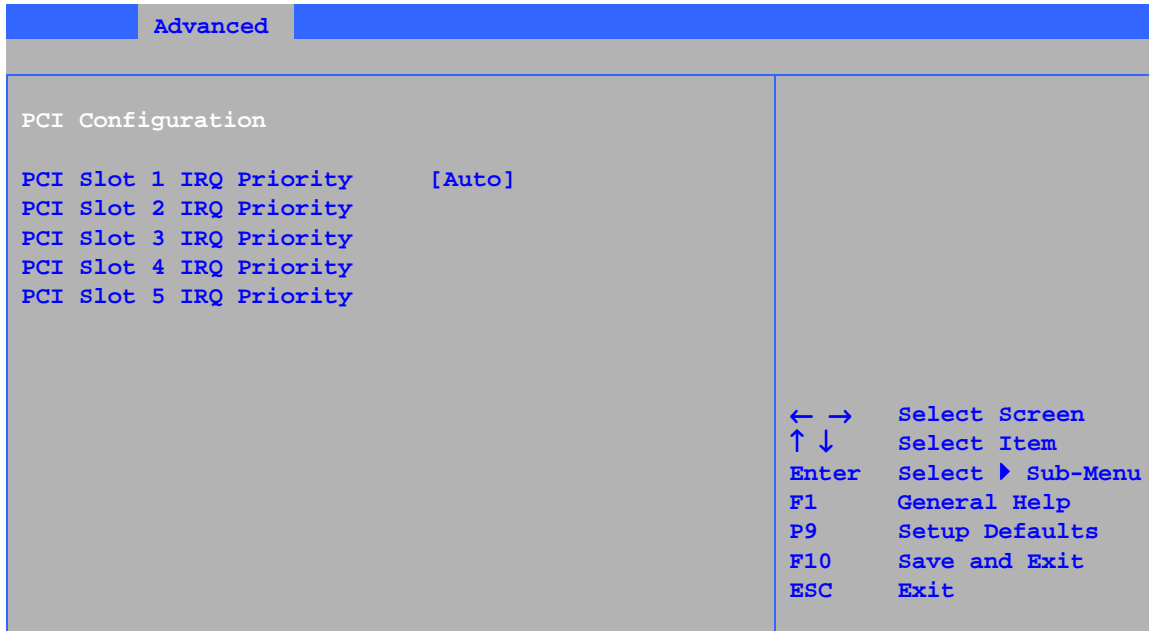 Advanced
PCI Configuration
PCI Slot 1 IRQ Priority [Auto]
PCI Slot 2 IRQ Priority
PCI Slot 3 IRQ Priority
PCI Slot 4 IRQ Priority
PCI Slot 5 IRQ Priority
← → Select Screen
↑ ↓ Select Item
Enter Select ▶ Sub-Menu
F1 General Help
P9 Setup Defaults
F10 Save and Exit
ESC Exit